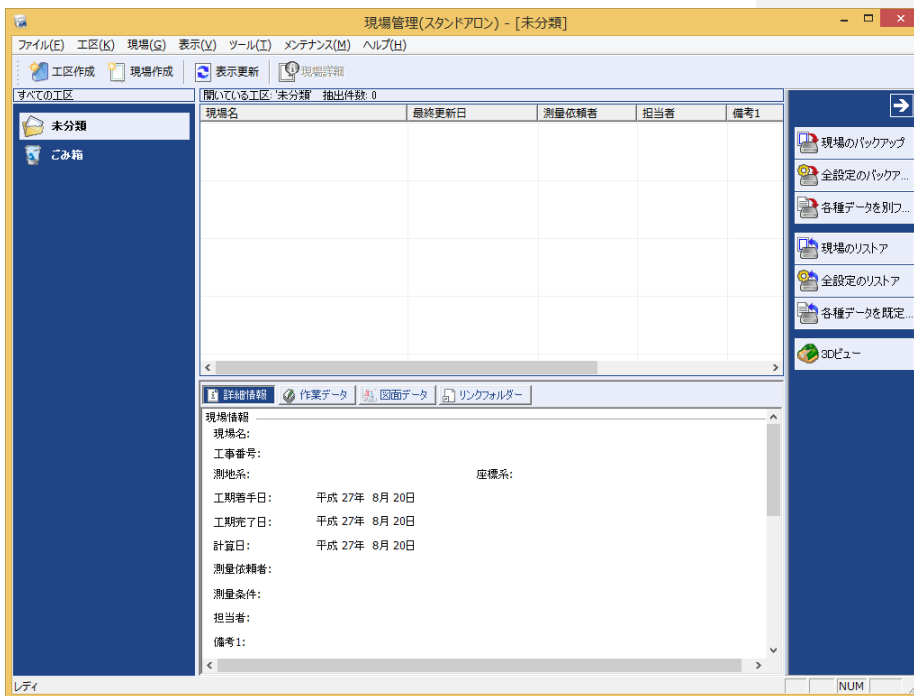 現場管理(スタンドアロン) - [未分類]
ファイル(F) 工区(K) 現場(G) 表示(V) ツール(T) メンテナンス(M) ヘルプ(H)
工区作成 現場作成 表示更新 現場詳細
すべての工区
開いている工区:'未分類' 抽出件数: 0
未分類
ごみ箱
現場名 最終更新日 測量依頼者 担当者 備考1
現場のバックアップ
全設定のバックア...
各種データを別フ...
現場のリストア
全設定のリストア
各種データを既定...
3Dビュー
詳細情報 作業データ 図面データ リンクフォルダー
現場情報
現場名:
工事番号:
測地系: 座標系:
工期着手日: 平成 27年 8月 20日
工期完了日: 平成 27年 8月 20日
計算日: 平成 27年 8月 20日
測量依頼者:
測量条件:
担当者:
備考1:
レディ
NUM